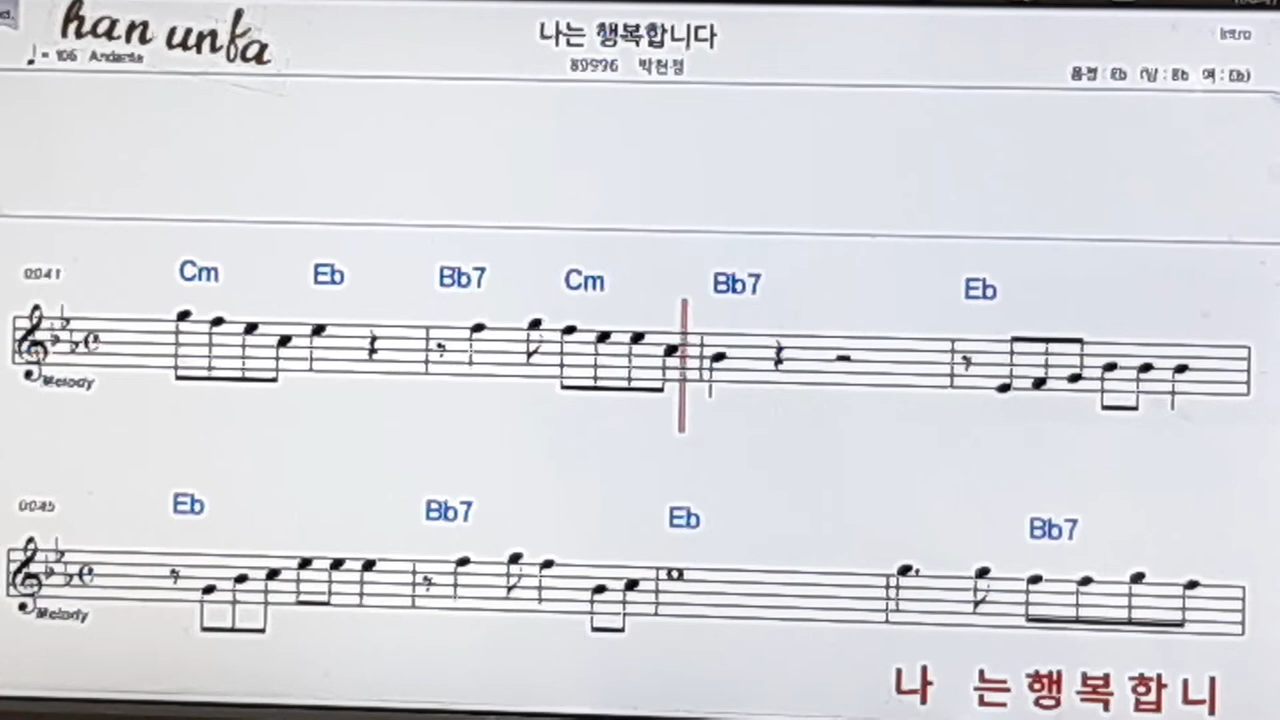 han unfa
나는 행복합니다
Intro
♩= 106 Andante
박현정
음정 : Eb (남 : Bb 여 : Eb)
0041
Cm Eb Bb7 Cm Bb7 Eb
Melody
0045
Eb Bb7 Eb Bb7
Melody
나 는행복합니